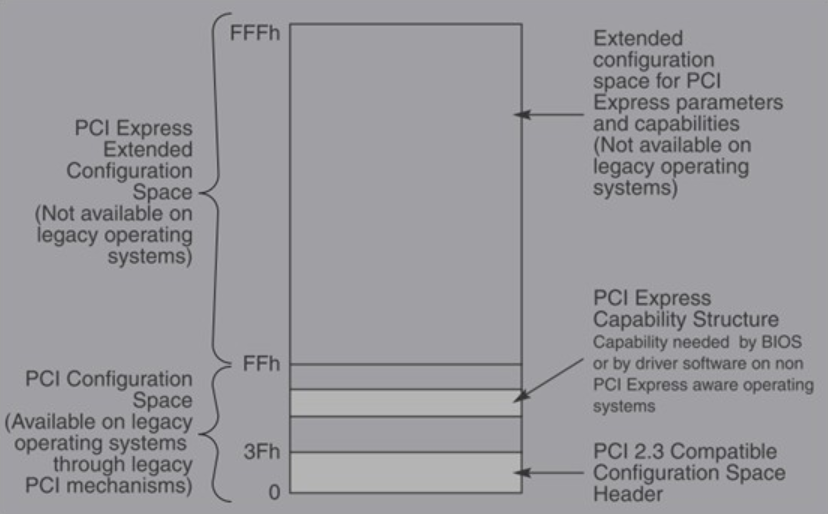 FFFh
PCI Express
Extended
Configuration
Space
(Not available on
legacy operating
systems)
Extended
configuration
space for PCI
Express parameters
and capabilities
(Not available on
legacy operating
systems)
FFh
PCI Configuration
Space
(Available on legacy
operating systems
through legacy
PCI mechanisms)
3Fh
0
PCI Express
Capability Structure
Capability needed by BIOS
or by driver software on non
PCI Express aware operating
systems
PCI 2.3 Compatible
Configuration Space
Header